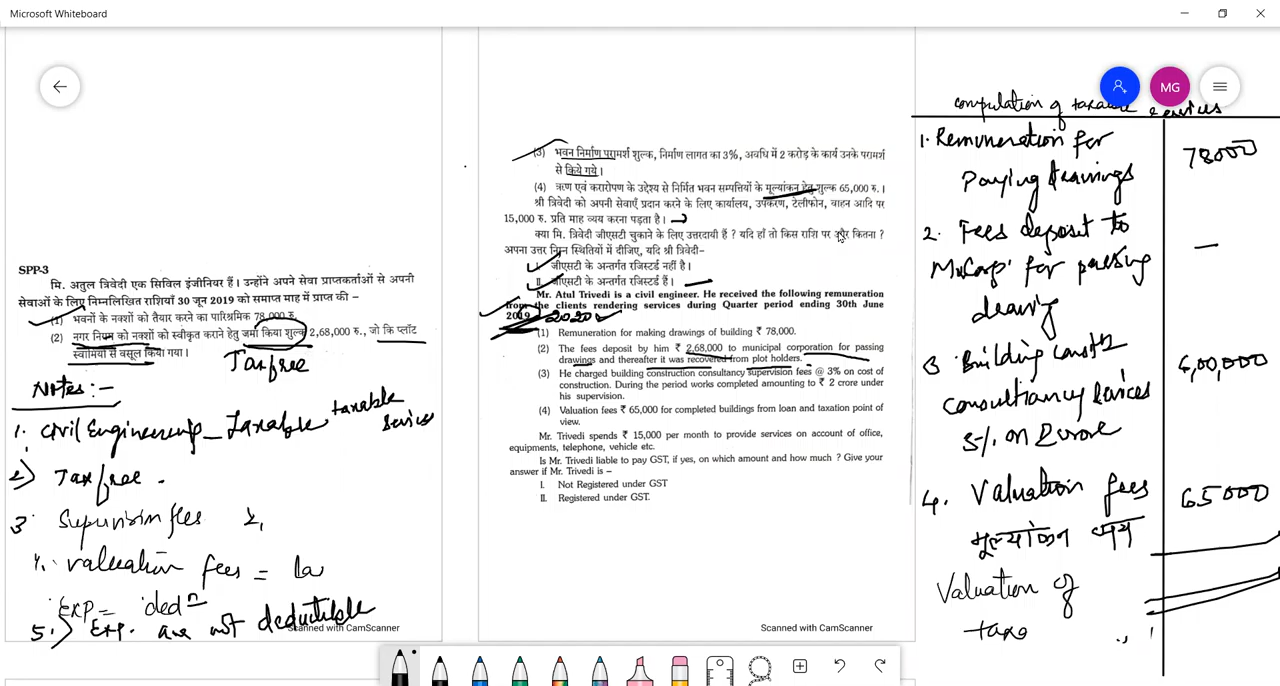 Microsoft Whiteboard
MG
SPP-3
मि. अतुल त्रिवेदी एक सिविल इंजीनियर हैं। उन्होंने अपने सेवा प्राप्तकर्ताओं से अपनी
सेवाओं के लिए निम्नलिखित राशियां 30 जून 2019 को समाप्त माह में प्राप्त की –
(1) भवनों के नक्शों को तैयार करने का पारिश्रमिक 78,000 रु.
(2) नगर निगम को नक्शों को स्वीकृत कराने हेतु जमा किया शुल्क 2,68,000 रु., जो कि प्लॉट
स्वामियों से वसूल किया गया।
Taxfree
Notes:-
1. Civil Engineering - Taxable taxable Services
2) Tax free .
3. Supervision fees
valuation fees =
Exp = dedn
5.) Exp. are not deductible
Scanned with CamScanner
(3) भवन निर्माण परामर्श शुल्क, निर्माण लागत का 3%, अवधि में 2 करोड़ के कार्य उनके परामर्श
से किये गये।
(4) ऋण एवं करारोपण के उद्देश्य से निर्मित भवन सम्पत्तियों के मूल्यांकन हेतु शुल्क 65,000 रु.।
श्री त्रिवेदी को अपनी सेवाएँ प्रदान करने के लिए कार्यालय, उपकरण, टेलीफोन, वाहन आदि पर
15,000 रु. प्रति माह व्यय करना पड़ता है।
क्या मि. त्रिवेदी जीएसटी चुकाने के लिए उत्तरदायी हैं ? यदि हाँ तो किस राशि पर और कितना ?
अपना उत्तर निम्न स्थितियों में दीजिए, यदि श्री त्रिवेदी–
I. जीएसटी के अन्तर्गत रजिस्टर्ड नहीं है।
II. जीएसटी के अन्तर्गत रजिस्टर्ड हैं।
Mr. Atul Trivedi is a civil engineer. He received the following remuneration
from the clients rendering services during Quarter period ending 30th June
2019. 2020
(1) Remuneration for making drawings of building ₹ 78,000.
(2) The fees deposit by him ₹ 2,68,000 to municipal corporation for passing
drawings and thereafter it was recovered from plot holders.
(3) He charged building construction consultancy supervision fees @ 3% on cost of
construction. During the period works completed amounting to ₹ 2 crore under
his supervision.
(4) Valuation fees ₹ 65,000 for completed buildings from loan and taxation point of
view.
Mr. Trivedi spends ₹ 15,000 per month to provide services on account of office,
equipments, telephone, vehicle etc.
Is Mr. Trivedi liable to pay GST, if yes, on which amount and how much ? Give your
answer if Mr. Trivedi is –
I. Not Registered under GST
II. Registered under GST.
Scanned with CamScanner
Computation of taxable services
1. Remuneration for 78000
2. Fees deposit to —
M.Corp for passing
3 Building 6,00,000
Consultancy Services
4. Valuation fees 65000
मूल्यांकन
Valuation of